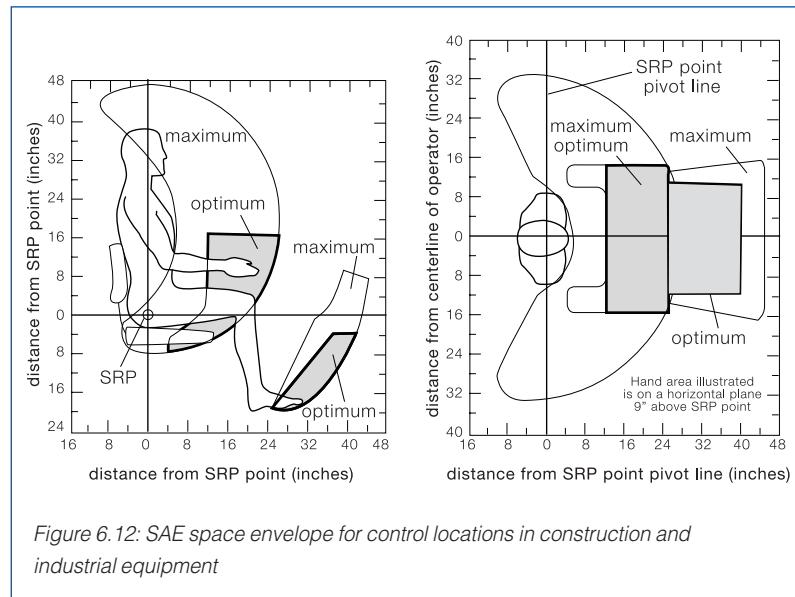 48
40
32
24
16
8
0
8
16
24
16
8
0
8
16
24
32
40
48
distance from SRP point (inches)
maximum
optimum
maximum
SRP
optimum
distance from SRP point (inches)
40
32
24
16
8
0
8
16
24
32
40
16
8
0
8
16
24
32
40
48
distance from centerline of operator (inches)
SRP point
pivot line
maximum
optimum
maximum
optimum
Hand area illustrated
is on a horizontal plane
9" above SRP point
distance from SRP point pivot line (inches)
Figure 6.12: SAE space envelope for control locations in construction and
industrial equipment